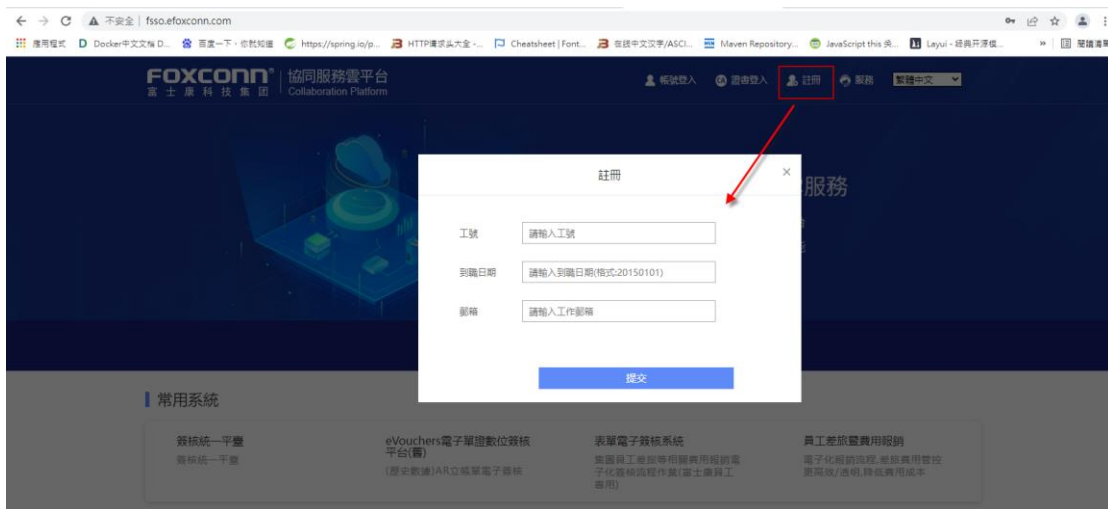 不安全 | fsso.efoxconn.com
應用程式 Docker中文文檔 D... 百度一下,你就知道 https://spring.io/p... HTTP请求头大全 -... Cheatsheet | Font... 在线中文汉字/ASCI... Maven Repository... JavaScript this 关... Layui - 经典开源模... » 閱讀清單
FOXCONN® 協同服務雲平台 帳號登入 證書登入 註冊 服務 繁體中文
富士康科技集团 Collaboration Platform
註冊 ×
服務
工號 請輸入工號
到職日期 請輸入到職日期(格式:20150101)
郵箱 請輸入工作郵箱
提交
常用系統
簽核統一平臺 eVouchers電子單證數位簽核平台(舊) 表單電子簽核系統 員工差旅暨費用報銷
簽核統一平臺 (歷史數據)AR立帳單電子簽核 集團員工差旅等相關費用報銷電 電子化報銷流程,差旅費用管控
子化簽核流程作業(富士康員工 更高效/透明,降低費用成本
專用)